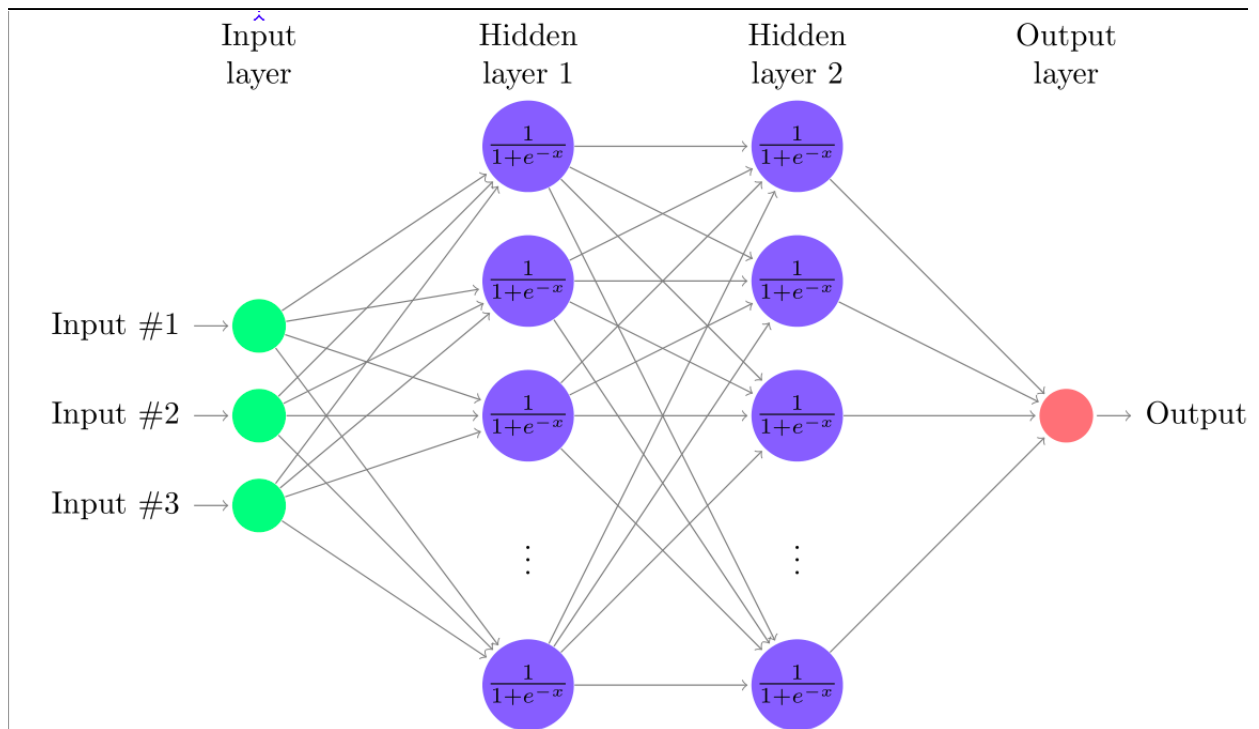 Input
layer
Hidden
layer 1
Hidden
layer 2
Output
layer
1
1+e^{-x}
1
1+e^{-x}
1
1+e^{-x}
1
1+e^{-x}
Input #1
Input #2
1
1+e^{-x}
1
1+e^{-x}
Output
Input #3
⋮
⋮
1
1+e^{-x}
1
1+e^{-x}